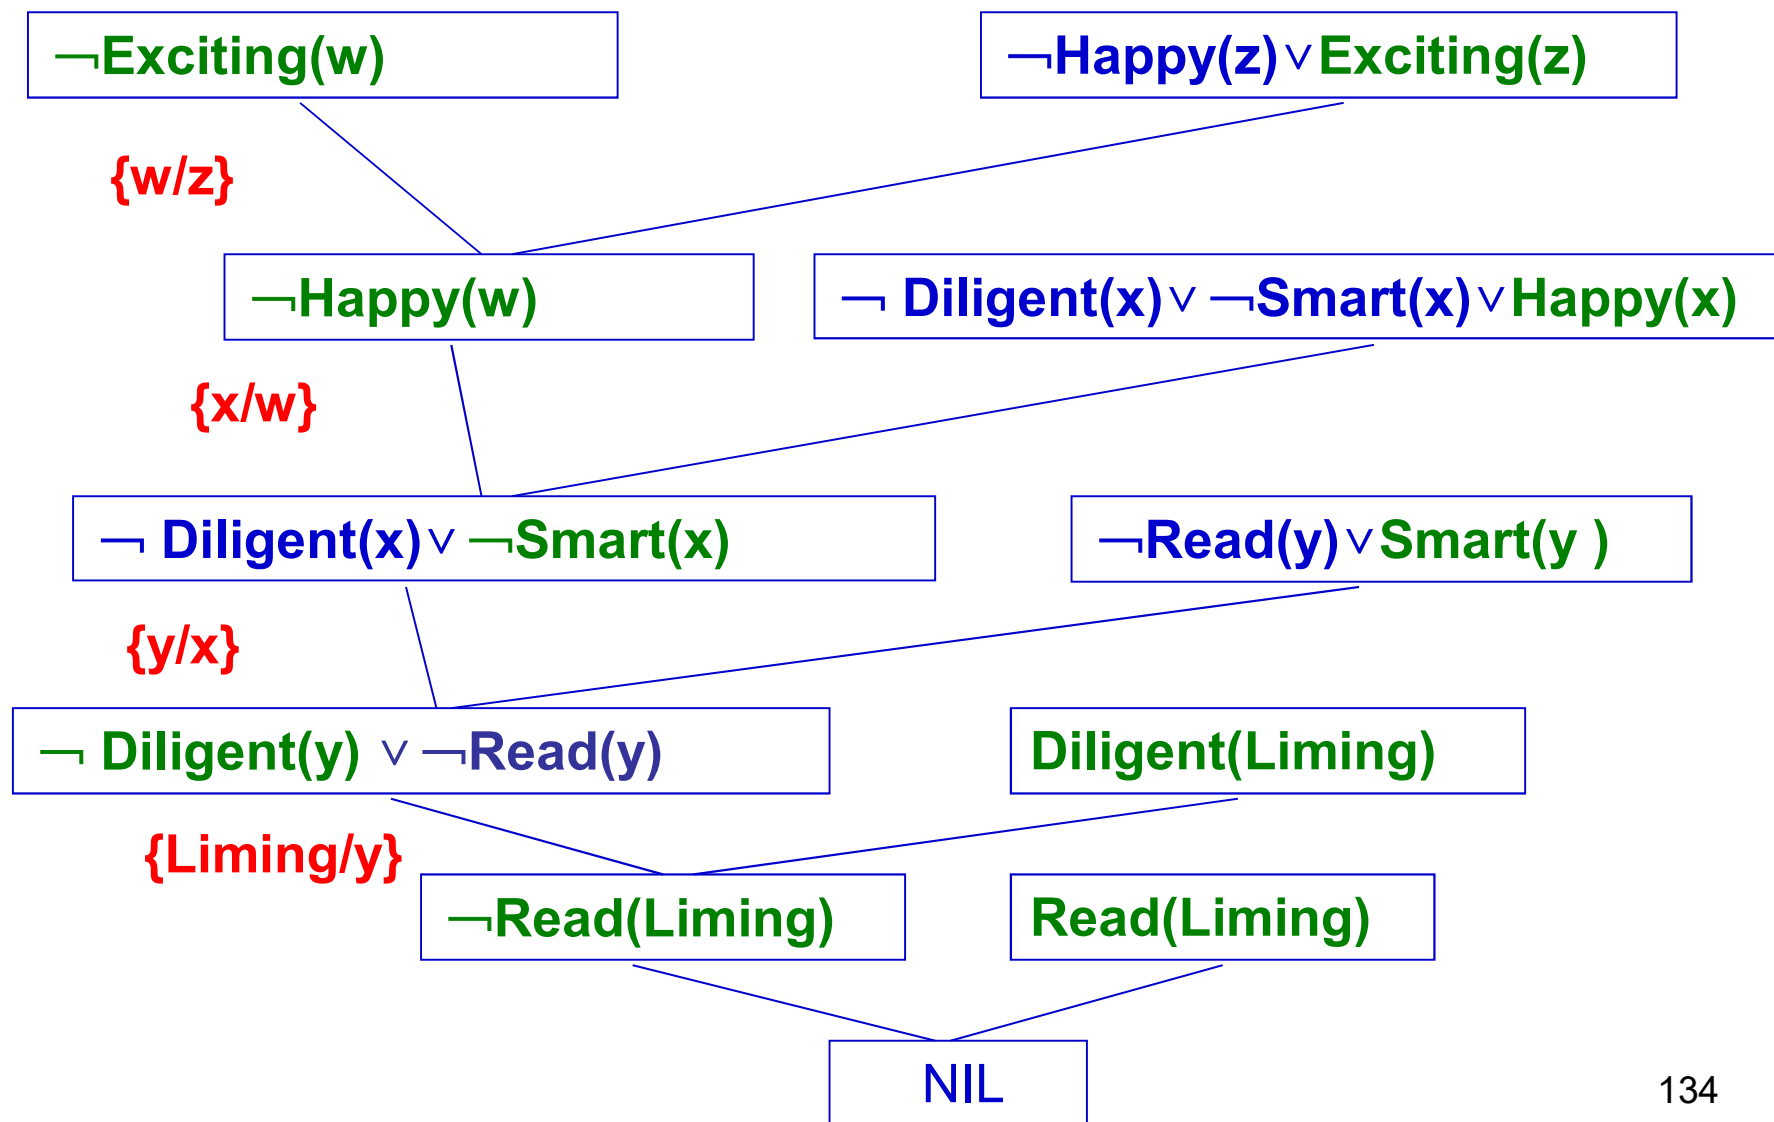 ¬Exciting(w)
¬Happy(z)∨Exciting(z)
{w/z}
¬Happy(w)
¬ Diligent(x)∨ ¬Smart(x)∨Happy(x)
{x/w}
¬ Diligent(x)∨ ¬Smart(x)
¬Read(y)∨Smart(y )
{y/x}
¬ Diligent(y) ∨ ¬Read(y)
Diligent(Liming)
{Liming/y}
¬Read(Liming)
Read(Liming)
NIL
134